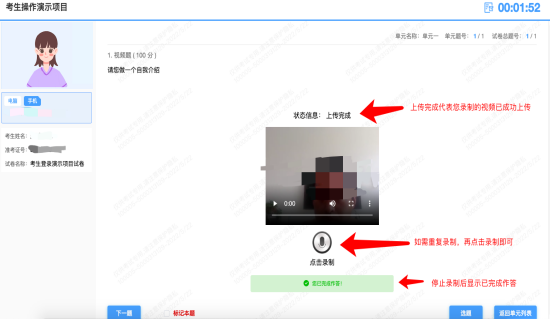 考生操作演示项目
00:01:52
单元名称：单元一 单元题号：1 / 1 试卷总题号：1 / 1
1. 视频题 ( 100 分 )
请您做一个自我介绍
电脑 手机
考生姓名：
准考证号：
试卷名称：考生登录演示项目试卷
状态信息： 上传完成
上传完成代表您录制的视频已成功上传
0:00
如需重复录制，再点击录制即可
点击录制
您已完成作答！
停止录制后显示已完成作答
下一题
标记本题
选题
返回单元列表